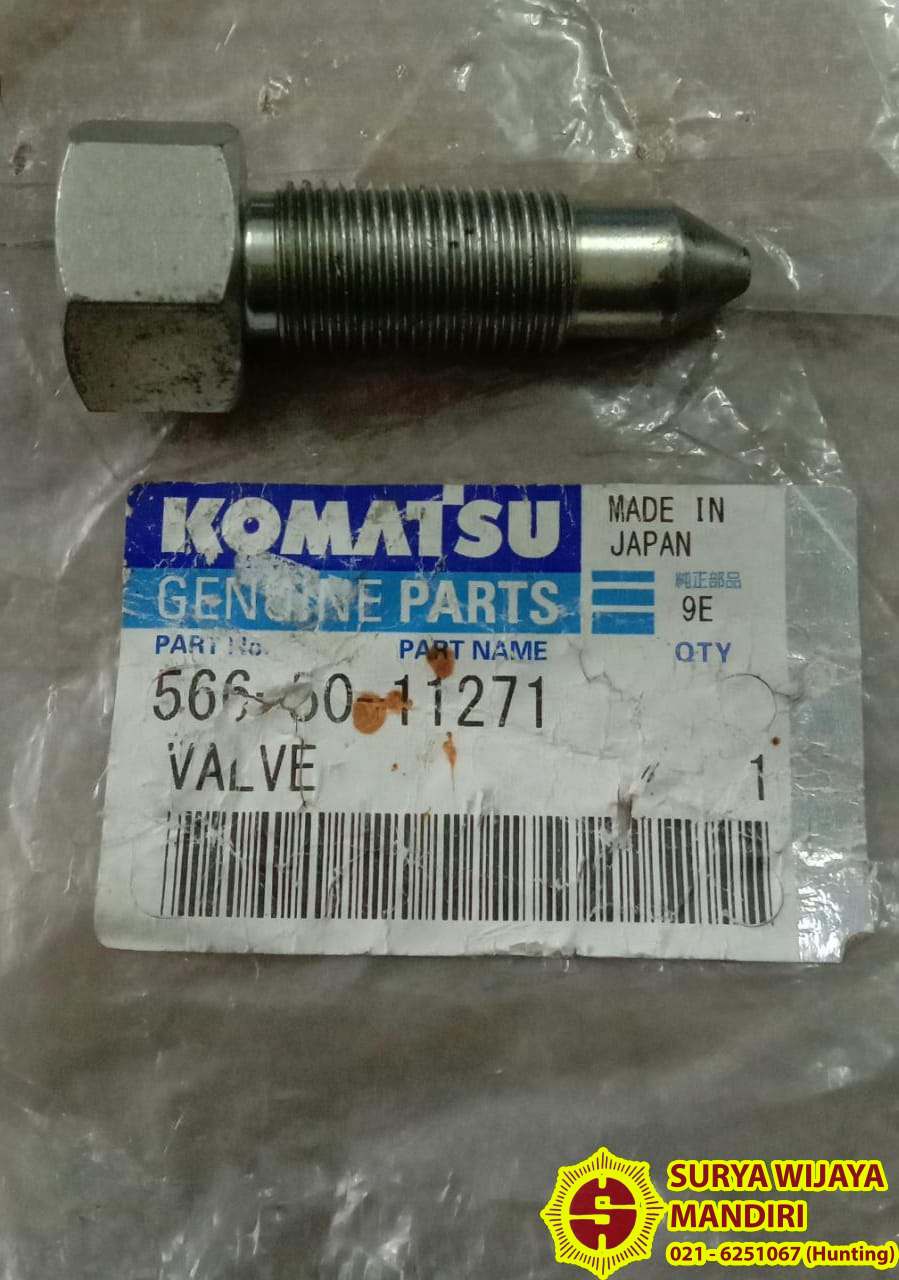 KOMATSU
GENUINE PARTS
MADE IN
JAPAN
純正部品
9E
PART No.
PART NAME
QTY
566-50-11271
VALVE
1
SURYA WIJAYA
MANDIRI
021 - 6251067 (Hunting)